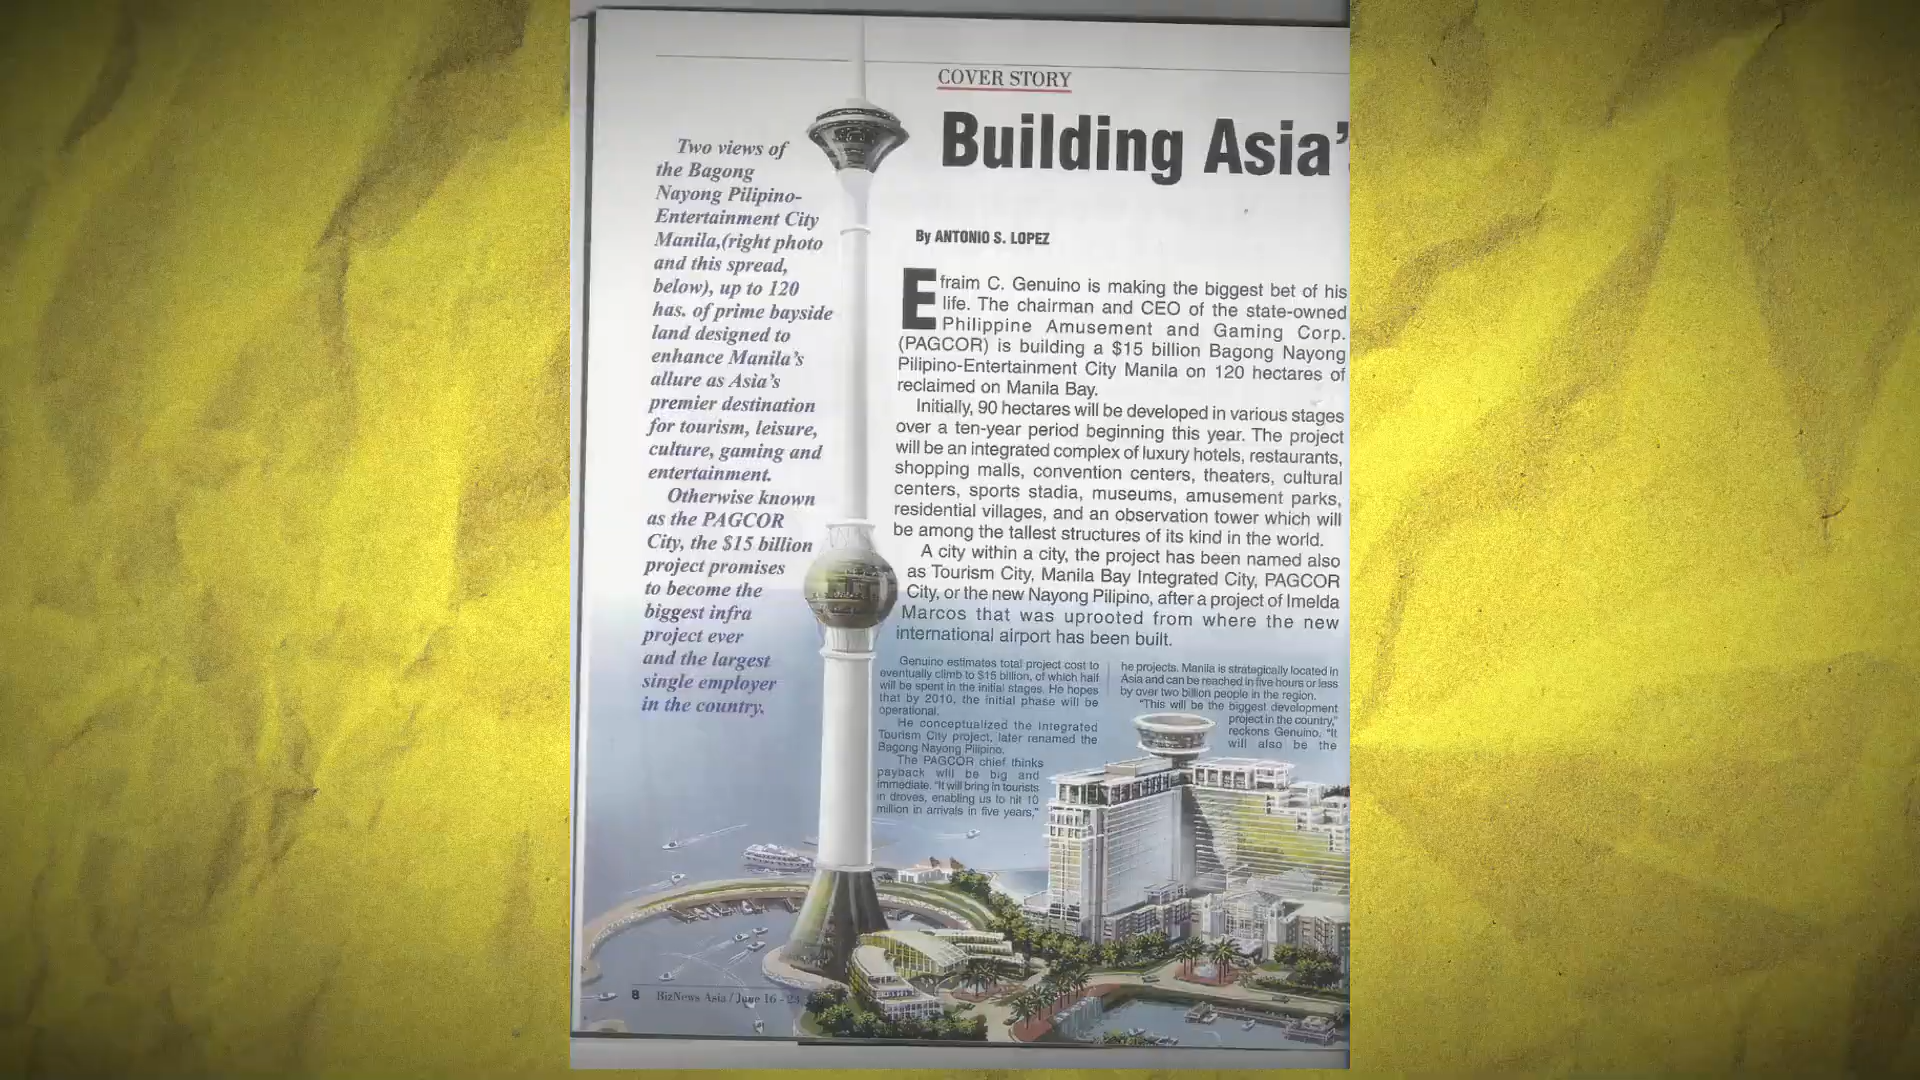 COVER STORY
Building Asia's
By ANTONIO S. LOPEZ
Two views of
the Bagong
Nayong Pilipino-
Entertainment City
Manila,(right photo
and this spread,
below), up to 120
has. of prime bayside
land designed to
enhance Manila's
allure as Asia's
premier destination
for tourism, leisure,
culture, gaming and
entertainment.
Otherwise known
as the PAGCOR
City, the $15 billion
project promises
to become the
biggest infra
project ever
and the largest
single employer
in the country.
Efraim C. Genuino is making the biggest bet of his
life. The chairman and CEO of the state-owned
Philippine Amusement and Gaming Corp.
(PAGCOR) is building a $15 billion Bagong Nayong
Pilipino-Entertainment City Manila on 120 hectares of
reclaimed on Manila Bay.
Initially, 90 hectares will be developed in various stages
over a ten-year period beginning this year. The project
will be an integrated complex of luxury hotels, restaurants,
shopping malls, convention centers, theaters, cultural
centers, sports stadia, museums, amusement parks,
residential villages, and an observation tower which will
be among the tallest structures of its kind in the world.
A city within a city, the project has been named also
as Tourism City, Manila Bay Integrated City, PAGCOR
City, or the new Nayong Pilipino, after a project of Imelda
Marcos that was uprooted from where the new
international airport has been built.
Genuino estimates total project cost to
eventually climb to $15 billion, of which half
will be spent in the initial stages. He hopes
that by 2010, the initial phase will be
operational.
He conceptualized the Integrated
Tourism City project, later renamed the
Bagong Nayong Pilipino.
The PAGCOR chief thinks
payback will be big and
immediate. "It will bring in tourists
in droves, enabling us to hit 10
million in arrivals in five years,"
he projects. Manila is strategically located in
Asia and can be reached in five hours or less
by over two billion people in the region.
"This will be the biggest development
project in the country,"
reckons Genuino. "It
will also be the
8 BizNews Asia / June 16 - 23